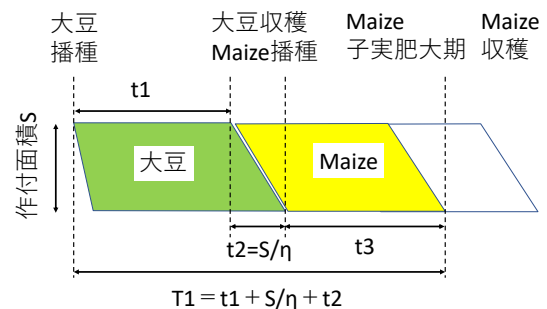 大豆
播種
大豆収穫
Maize播種
Maize
子実肥大期
Maize
収穫
t1
作付面積S
大豆
Maize
t2=S/η
t3
T1＝t1＋S/η＋t2